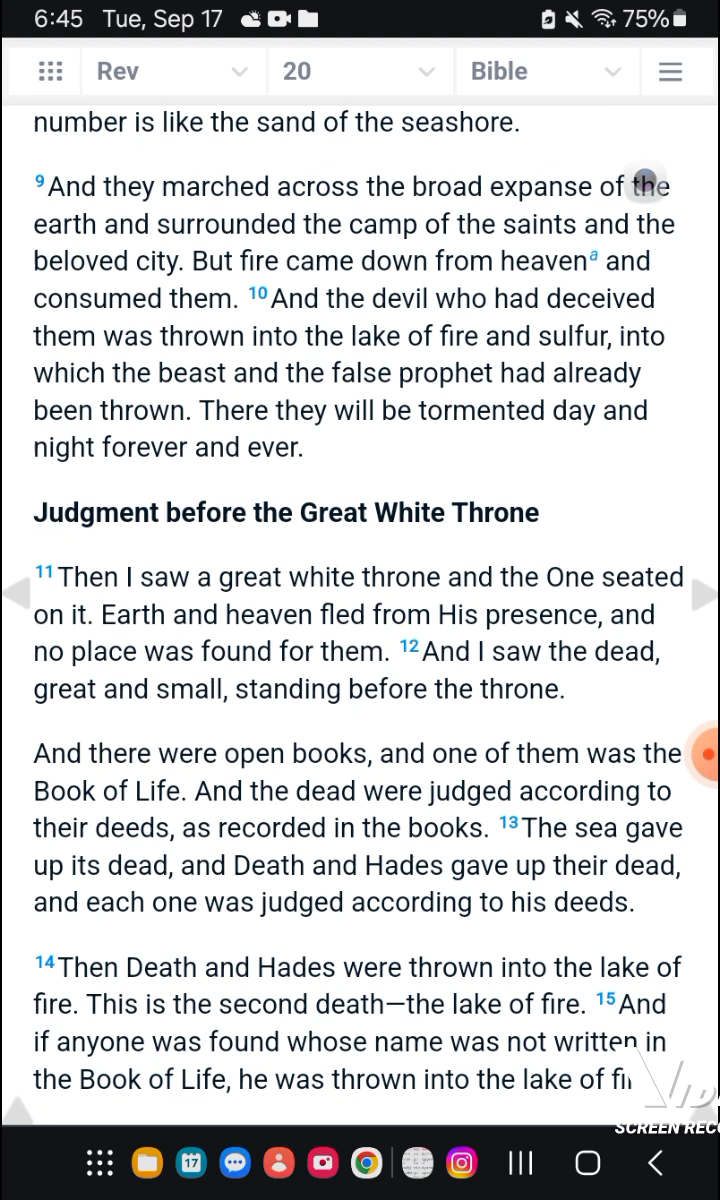 6:45 Tue, Sep 17 75%
Rev 20 Bible
number is like the sand of the seashore.
9 And they marched across the broad expanse of the
earth and surrounded the camp of the saints and the
beloved city. But fire came down from heaven a and
consumed them. 10 And the devil who had deceived
them was thrown into the lake of fire and sulfur, into
which the beast and the false prophet had already
been thrown. There they will be tormented day and
night forever and ever.
Judgment before the Great White Throne
11 Then I saw a great white throne and the One seated
on it. Earth and heaven fled from His presence, and
no place was found for them. 12 And I saw the dead,
great and small, standing before the throne.
And there were open books, and one of them was the
Book of Life. And the dead were judged according to
their deeds, as recorded in the books. 13 The sea gave
up its dead, and Death and Hades gave up their dead,
and each one was judged according to his deeds.
14 Then Death and Hades were thrown into the lake of
fire. This is the second death—the lake of fire. 15 And
if anyone was found whose name was not written in
the Book of Life, he was thrown into the lake of
SCREEN
17